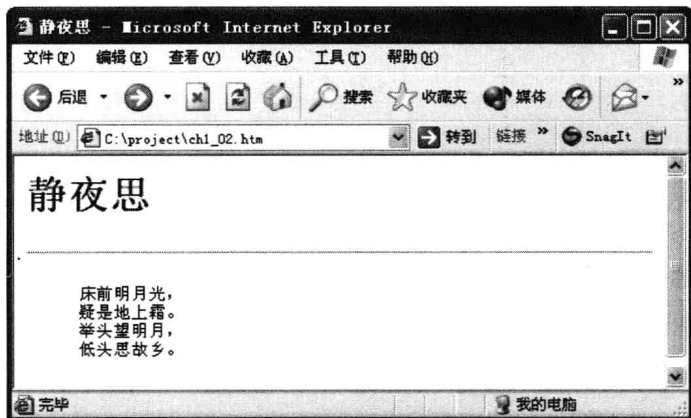 静夜思 - Microsoft Internet Explorer
文件(F) 编辑(E) 查看(V) 收藏(A) 工具(T) 帮助(H)
后退 搜索 收藏夹 媒体 »
地址(D) C:\project\ch1_02.htm 转到 链接 » SnagIt
静夜思
床前明月光，
疑是地上霜。
举头望明月，
低头思故乡。
完毕 我的电脑